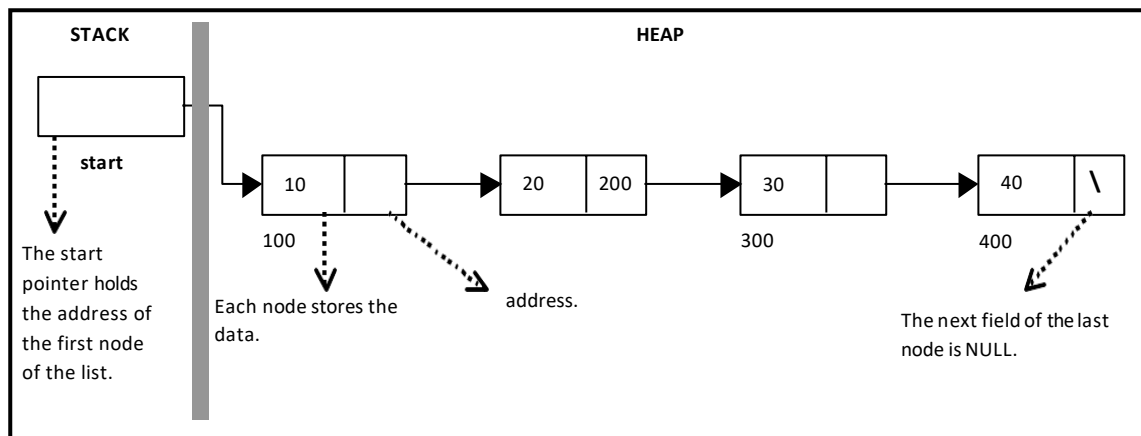 STACK
HEAP
start
10
20 200
30
40 \
100
300
400
The start
pointer holds
the address of
the first node
of the list.
Each node stores the
data.
address.
The next field of the last
node is NULL.